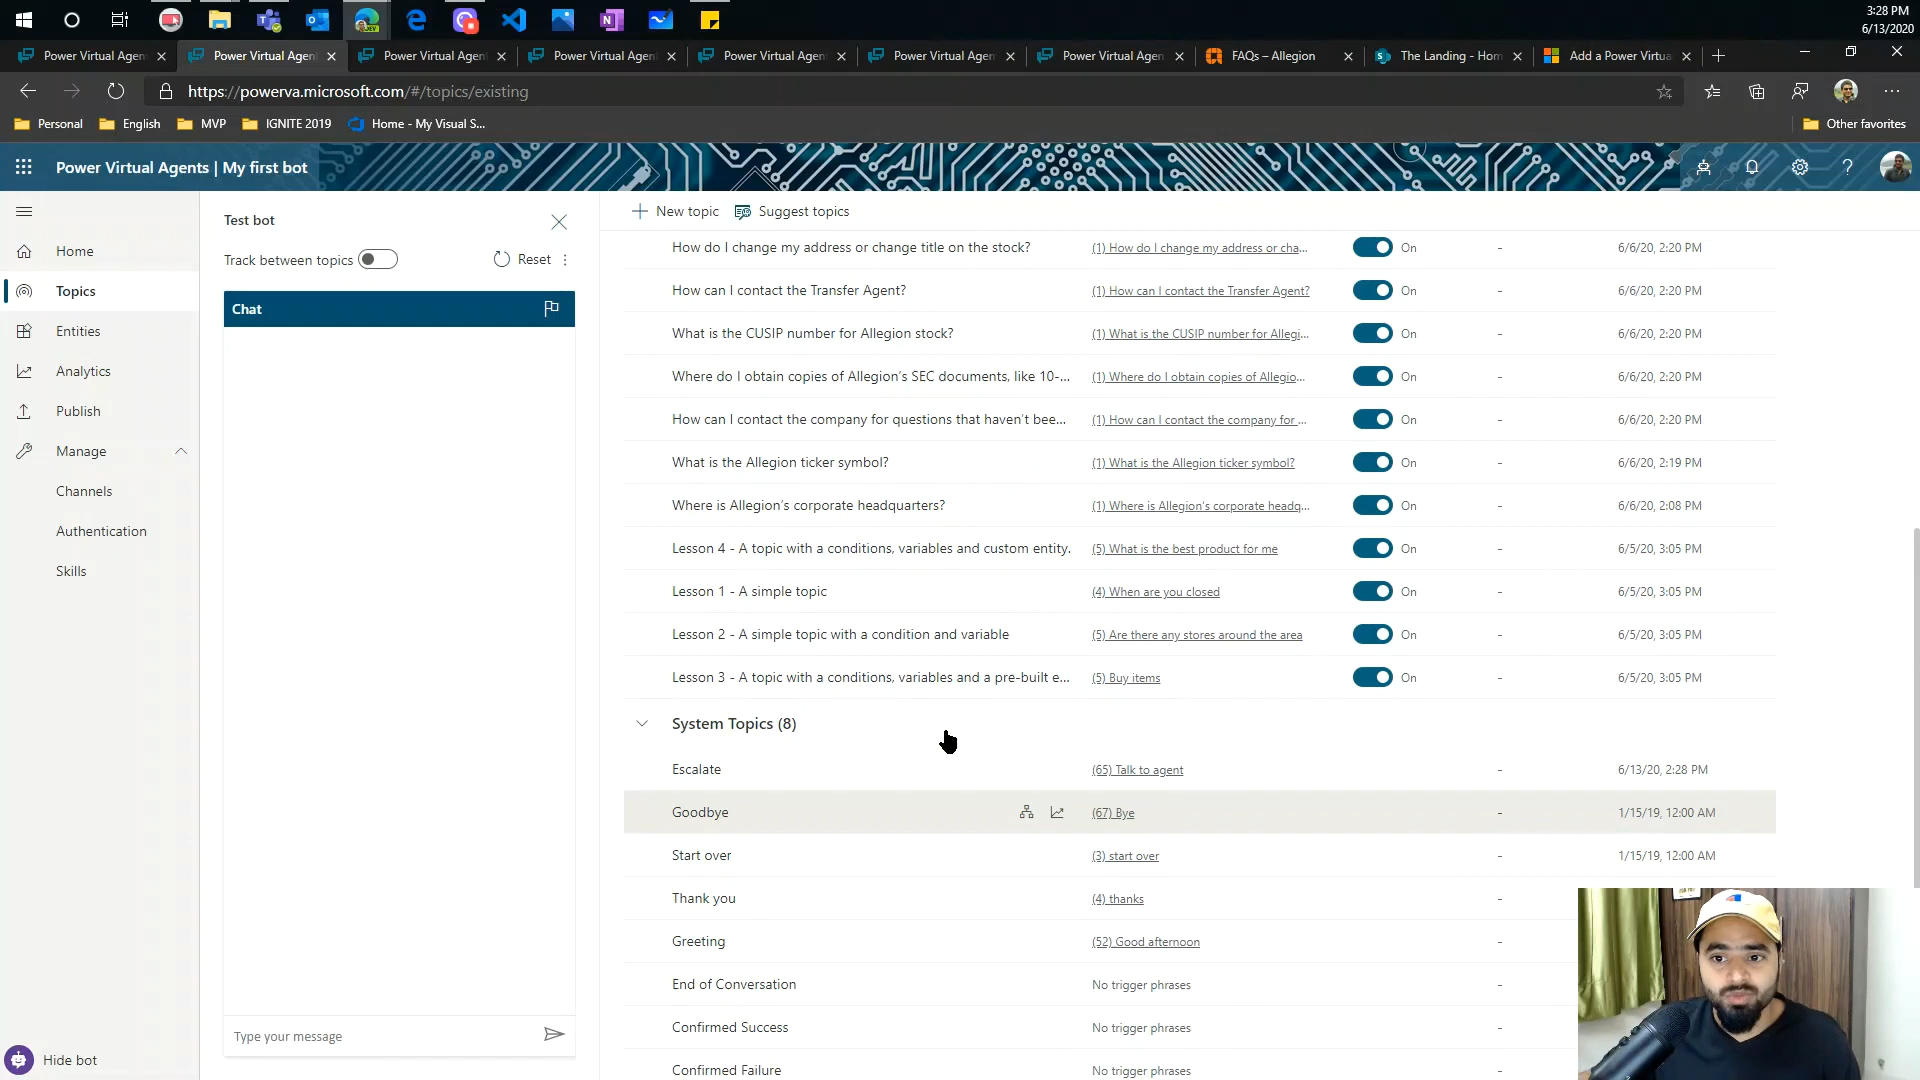 3:28 PM
6/13/2020
Power Virtual Agen
Power Virtual Agen
Power Virtual Agen
Power Virtual Agen
Power Virtual Agen
Power Virtual Agen
Power Virtual Agen
FAQs – Allegion
The Landing - Hom
Add a Power Virtua
https://powerva.microsoft.com/#/topics/existing
Personal
English
MVP
IGNITE 2019
Home - My Visual S...
Other favorites
Power Virtual Agents | My first bot
Home
Topics
Entities
Analytics
Publish
Manage
Channels
Authentication
Skills
Hide bot
Test bot
Track between topics
Reset
Chat
Type your message
New topic
Suggest topics
How do I change my address or change title on the stock? (1) How do I change my address or cha... On - 6/6/20, 2:20 PM
How can I contact the Transfer Agent? (1) How can I contact the Transfer Agent? On - 6/6/20, 2:20 PM
What is the CUSIP number for Allegion stock? (1) What is the CUSIP number for Allegi... On - 6/6/20, 2:20 PM
Where do I obtain copies of Allegion's SEC documents, like 10-... (1) Where do I obtain copies of Allegio... On - 6/6/20, 2:20 PM
How can I contact the company for questions that haven't bee... (1) How can I contact the company for ... On - 6/6/20, 2:20 PM
What is the Allegion ticker symbol? (1) What is the Allegion ticker symbol? On - 6/6/20, 2:19 PM
Where is Allegion's corporate headquarters? (1) Where is Allegion's corporate headq... On - 6/6/20, 2:08 PM
Lesson 4 - A topic with a conditions, variables and custom entity. (5) What is the best product for me On - 6/5/20, 3:05 PM
Lesson 1 - A simple topic (4) When are you closed On - 6/5/20, 3:05 PM
Lesson 2 - A simple topic with a condition and variable (5) Are there any stores around the area On - 6/5/20, 3:05 PM
Lesson 3 - A topic with a conditions, variables and a pre-built e... (5) Buy items On - 6/5/20, 3:05 PM
System Topics (8)
Escalate (65) Talk to agent - 6/13/20, 2:28 PM
Goodbye (67) Bye - 1/15/19, 12:00 AM
Start over (3) start over - 1/15/19, 12:00 AM
Thank you (4) thanks -
Greeting (52) Good afternoon -
End of Conversation No trigger phrases -
Confirmed Success No trigger phrases -
Confirmed Failure No trigger phrases -